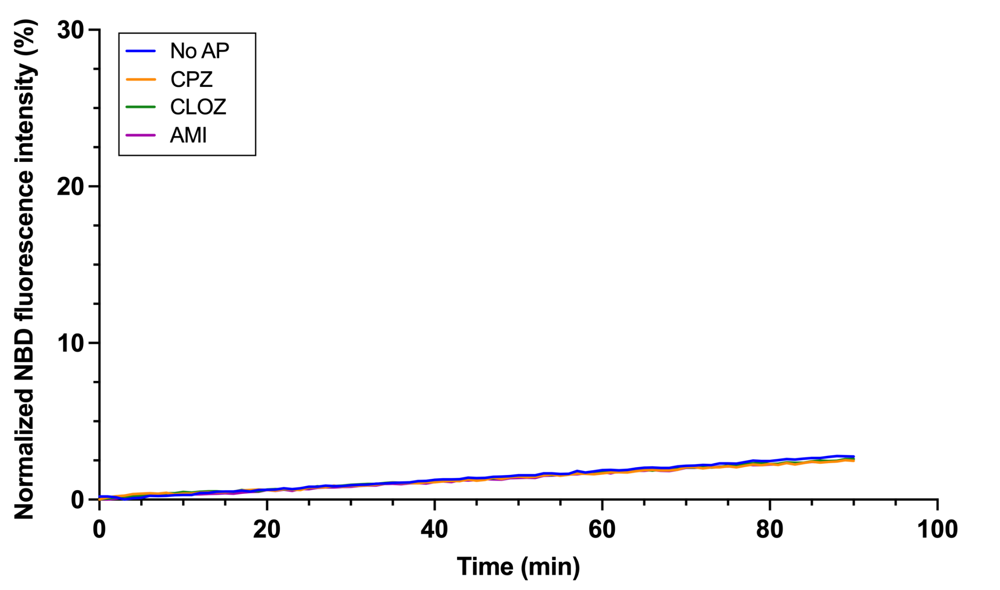 Normalized NBD fluorescence intensity (%)
30
20
10
0
No AP
CPZ
CLOZ
AMI
0 20 40 60 80 100
Time (min)